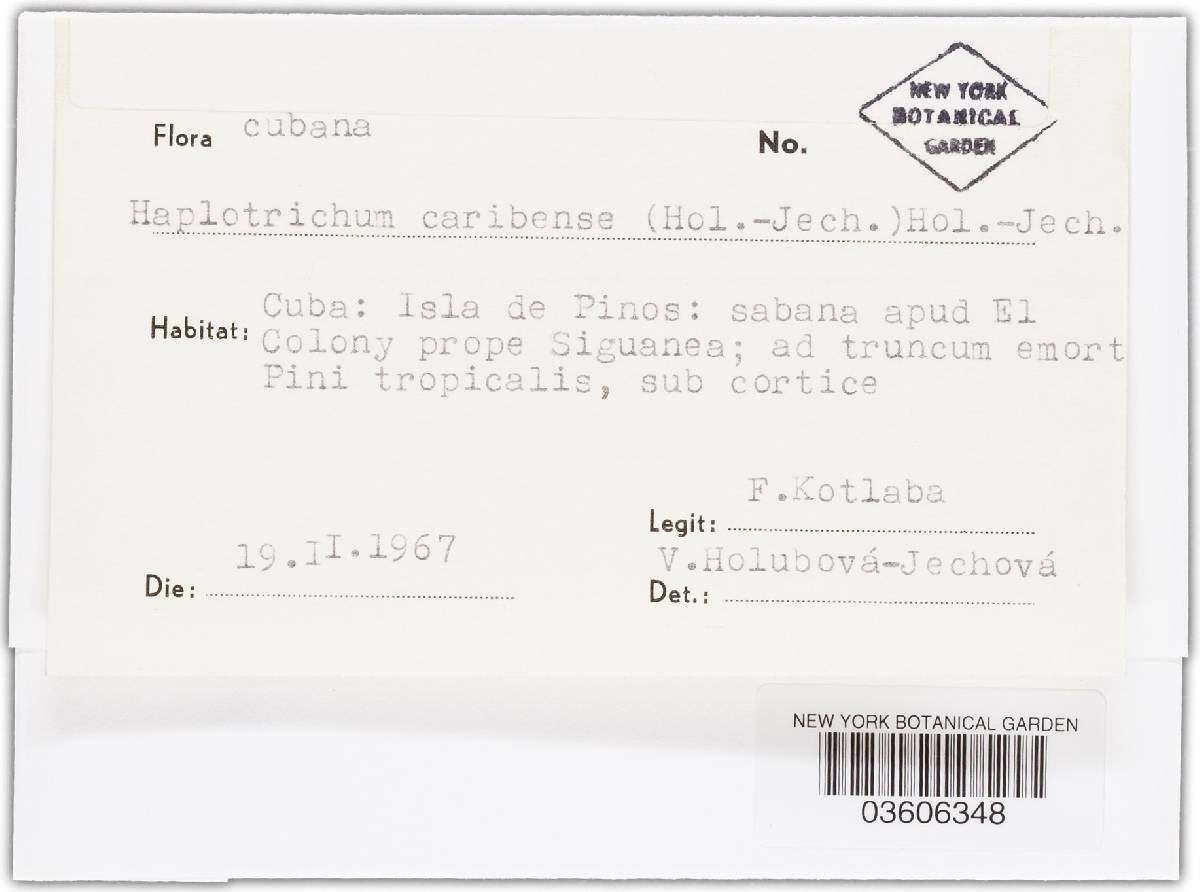 Flora cubana
No.
NEW YORK
BOTANICAL
GARDEN
Haplotrichum caribense (Hol.-Jech.)Hol.-Jech.
Habitat: Cuba: Isla de Pinos: sabana apud El
Colony prope Siguanea; ad truncum emort
Pini tropicalis, sub cortice
Legit: F.Kotlaba
Die: 19.II.1967
Det.: V.Holubová-Jechová
NEW YORK BOTANICAL GARDEN
03606348